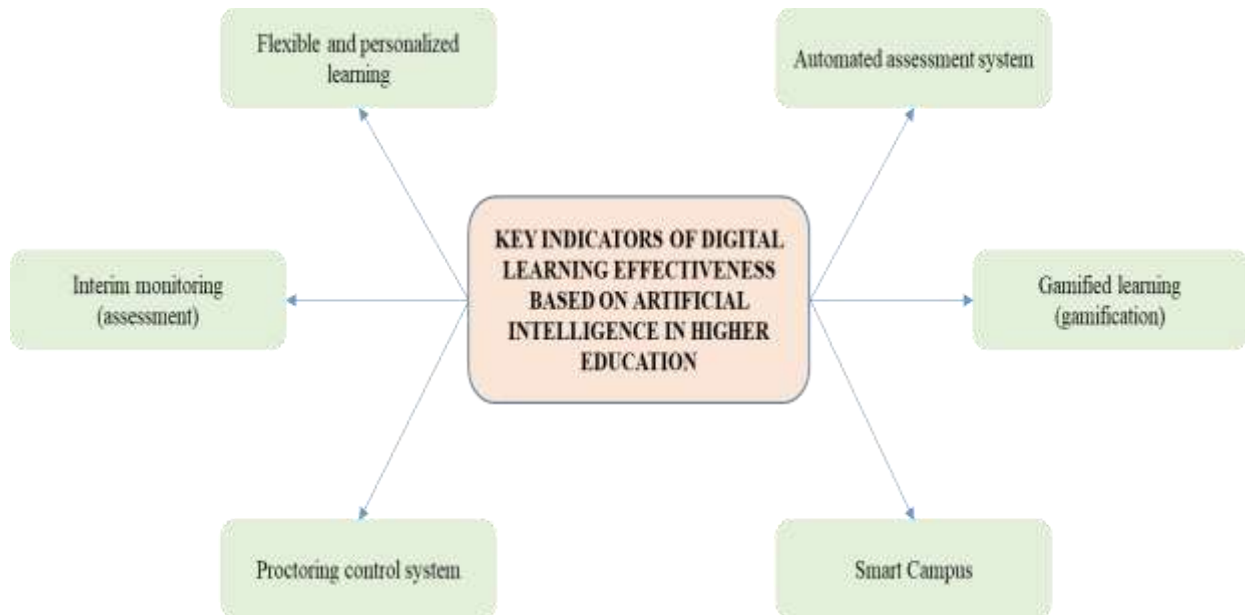 Flexible and personalized
learning
Automated assessment system
KEY INDICATORS OF DIGITAL
LEARNING EFFECTIVENESS
BASED ON ARTIFICIAL
INTELLIGENCE IN HIGHER
EDUCATION
Interim monitoring
(assessment)
Gamified learning
(gamification)
Proctoring control system
Smart Campus